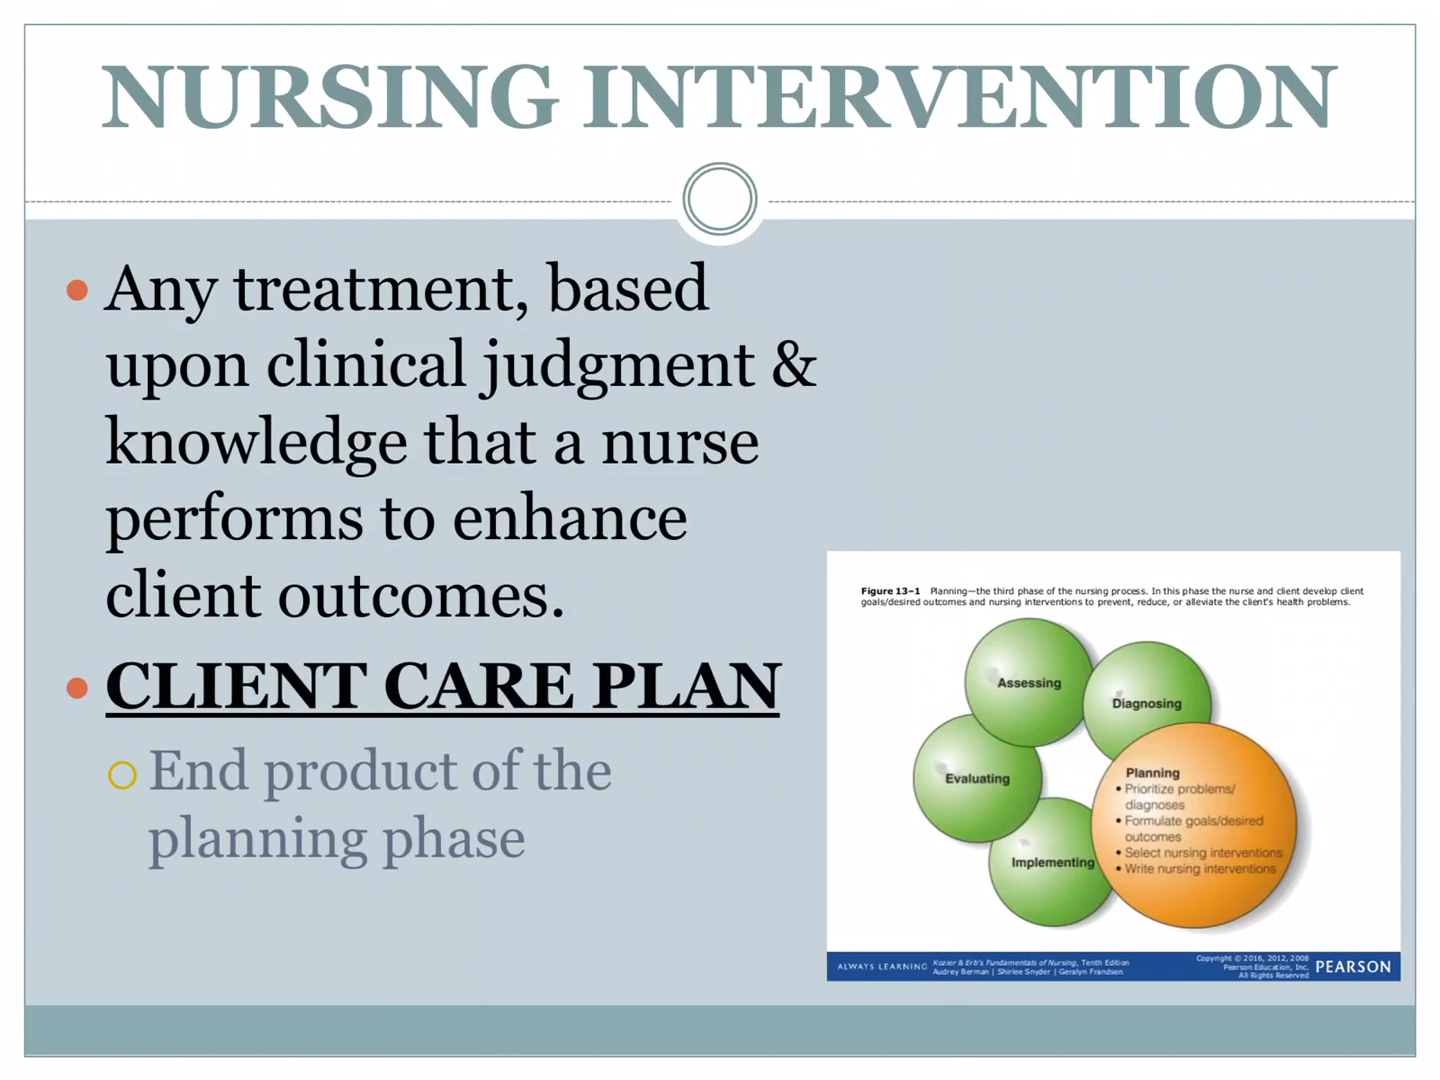 NURSING INTERVENTION
Any treatment, based
upon clinical judgment &
knowledge that a nurse
performs to enhance
client outcomes.
CLIENT CARE PLAN
End product of the
planning phase
Figure 13–1 Planning—the third phase of the nursing process. In this phase the nurse and client develop client
goals/desired outcomes and nursing interventions to prevent, reduce, or alleviate the client's health problems.
Assessing
Diagnosing
Evaluating
Implementing
Planning
• Prioritize problems/
diagnoses
• Formulate goals/desired
outcomes
• Select nursing interventions
• Write nursing interventions
ALWAYS LEARNING
Kozier & Erb's Fundamentals of Nursing, Tenth Edition
Audrey Berman | Shirlee Snyder | Geralyn Frandsen
Copyright © 2016, 2012, 2008
Pearson Education, Inc.
All Rights Reserved
PEARSON